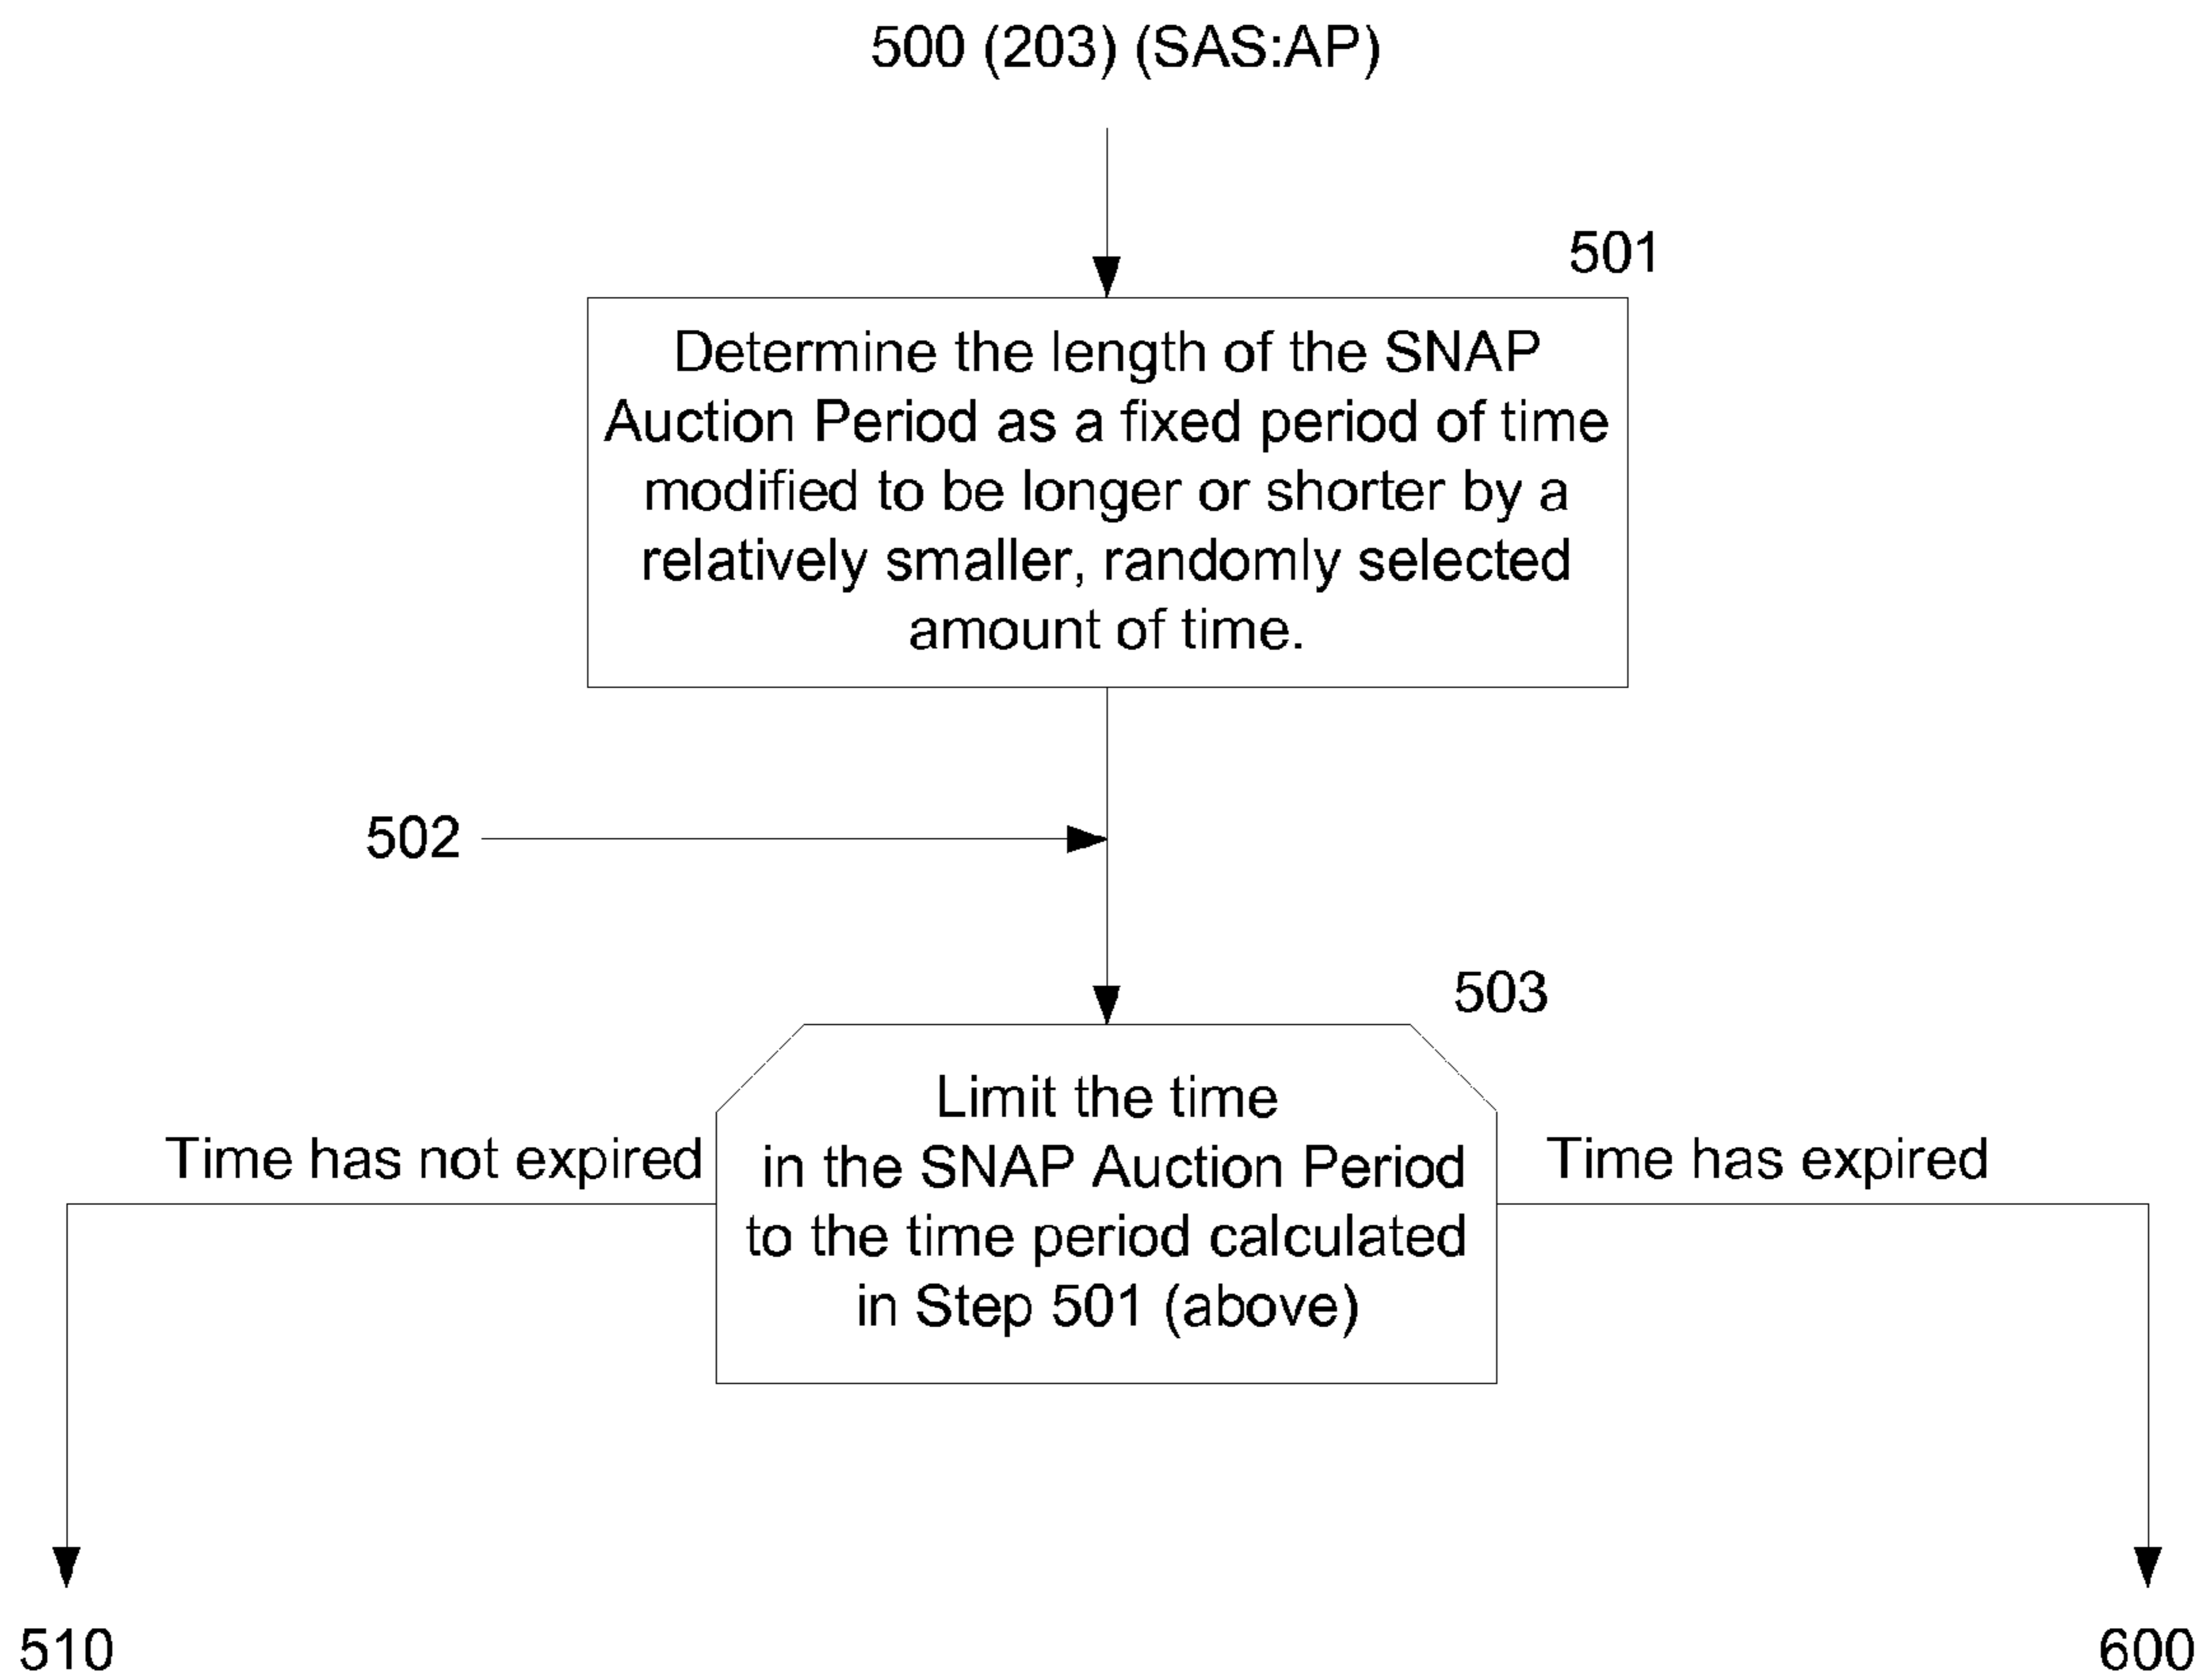 500 (203) (SAS:AP)
501
Determine the length of the SNAP
Auction Period as a fixed period of time
modified to be longer or shorter by a
relatively smaller, randomly selected
amount of time.
502
503
Limit the time
in the SNAP Auction Period
to the time period calculated
in Step 501 (above)
Time has not expired
Time has expired
510
600